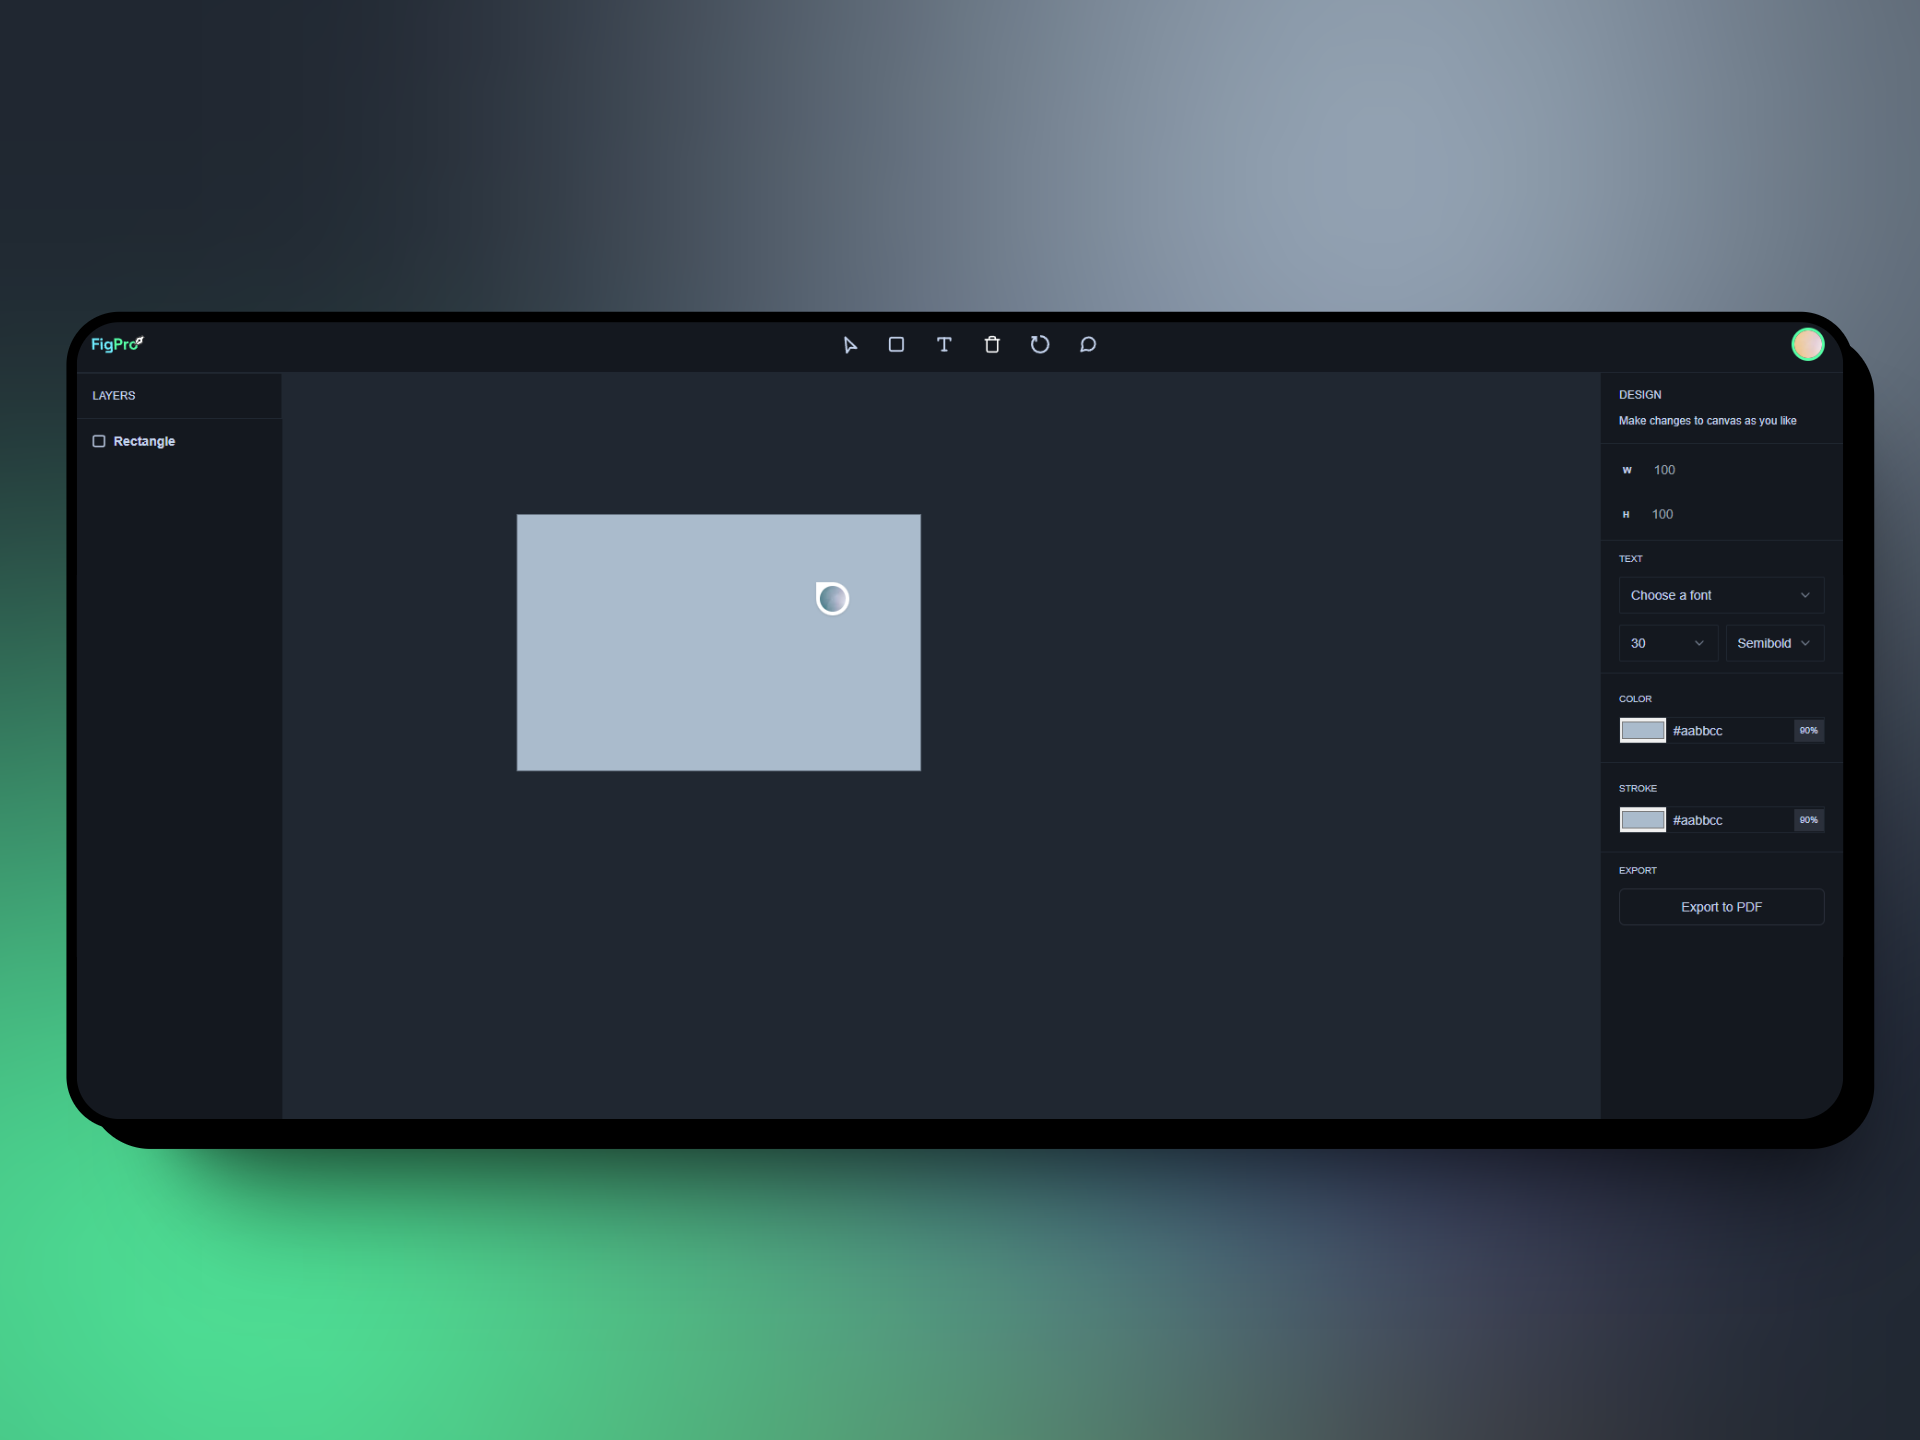 FigPro
LAYERS
Rectangle
DESIGN
Make changes to canvas as you like
W 100
H 100
TEXT
Choose a font
30 Semibold
COLOR
#aabbcc 90%
STROKE
#aabbcc 90%
EXPORT
Export to PDF